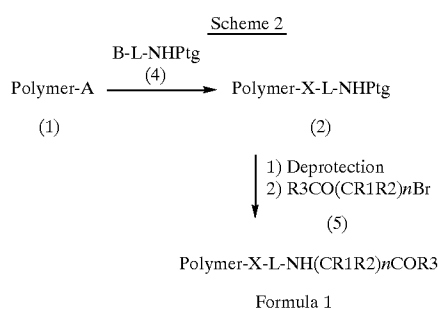 Scheme 2
B-L-NHPtg
(4)
Polymer-A
Polymer-X-L-NHPtg
(1)
(2)
1) Deprotection
2) R3CO(CR1R2)nBr
(5)
Polymer-X-L-NH(CR1R2)nCOR3
Formula 1